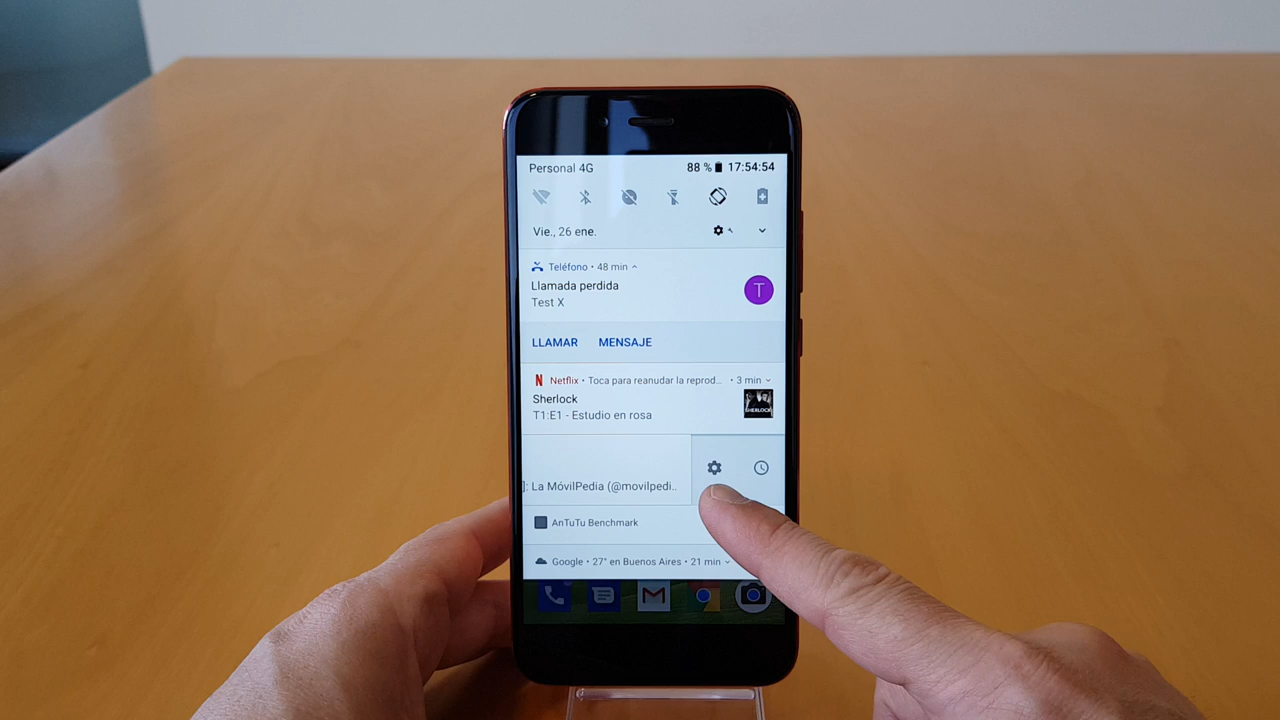 Personal 4G 88 % 17:54:54
Vie., 26 ene.
Teléfono • 48 min
Llamada perdida
Test X
T
LLAMAR MENSAJE
N Netflix • Toca para reanudar la reprod... • 3 min
Sherlock
SHERLOCK
T1:E1 - Estudio en rosa
]: La MóvilPedia (@movilpedi..
AnTuTu Benchmark
Google • 27° en Buenos Aires • 21 min